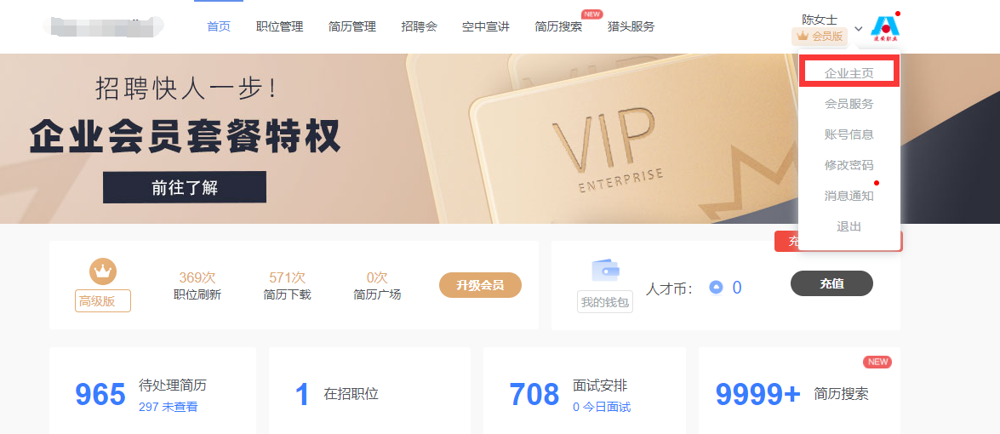 首页 职位管理 简历管理 招聘会 空中宣讲 简历搜索 NEW 猎头服务
陈女士
会员版
招聘快人一步!
企业会员套餐特权
前往了解
VIP
ENTERPRISE
企业主页
会员服务
账号信息
修改密码
消息通知
退出
充
高级版
369次
职位刷新
571次
简历下载
0次
简历广场
升级会员
我的钱包
人才币: 0
充值
965 待处理简历
297 未查看
1 在招职位
708 面试安排
0 今日面试
NEW
9999+ 简历搜索